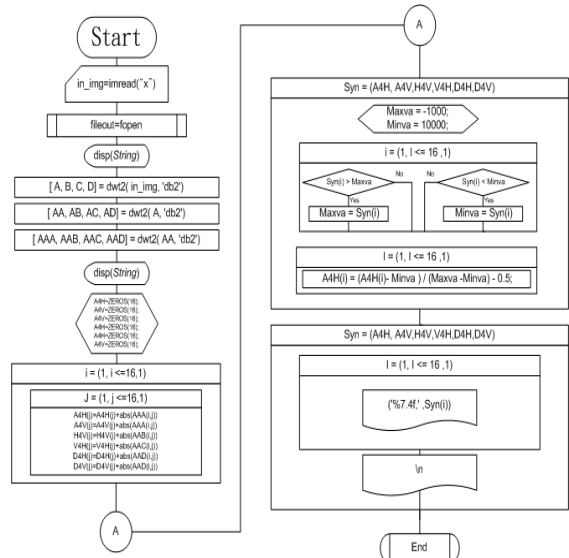 Start
in_img=imread("x")
fileout=fopen
disp(String)
[ A, B, C, D] = dwt2( in_img, 'db2')
[ AA, AB, AC, AD] = dwt2( A, 'db2')
[ AAA, AAB, AAC, AAD] = dwt2( AA, 'db2')
disp(String)
A4H=ZEROS(16);
A4V=ZEROS(16);
A4V=ZEROS(16);
A4H=ZEROS(16);
A4H=ZEROS(16);
A4V=ZEROS(16);
i = (1, i <=16,1)
J = (1, j <=16,1)
A4H(j)=A4H(j)+abs(AAA(i,j))
A4V(j)=A4V(j)+abs(AAA(i,j))
H4V(j)=H4V(j)+abs(AAB(i,j))
V4H(j)=V4H(j)+abs(AAC(i,j))
D4H(j)=D4H(j)+abs(AAD(i,j))
D4V(j)=D4V(j)+abs(AAD(i,j))
A
A
Syn = (A4H, A4V,H4V,V4H,D4H,D4V)
Maxva = -1000;
Minva = 10000;
i = (1, I <= 16 ,1)
Syn(i) > Maxva
No
Yes
Maxva = Syn(i)
No
Syn(i) < Minva
Yes
Minva = Syn(i)
I = (1, I <= 16 ,1)
A4H(i) = (A4H(i)- Minva ) / (Maxva -Minva) - 0.5;
Syn = (A4H, A4V,H4V,V4H,D4H,D4V)
I = (1, I <= 16 ,1)
('%7.4f,' ,Syn(i))
\n
End